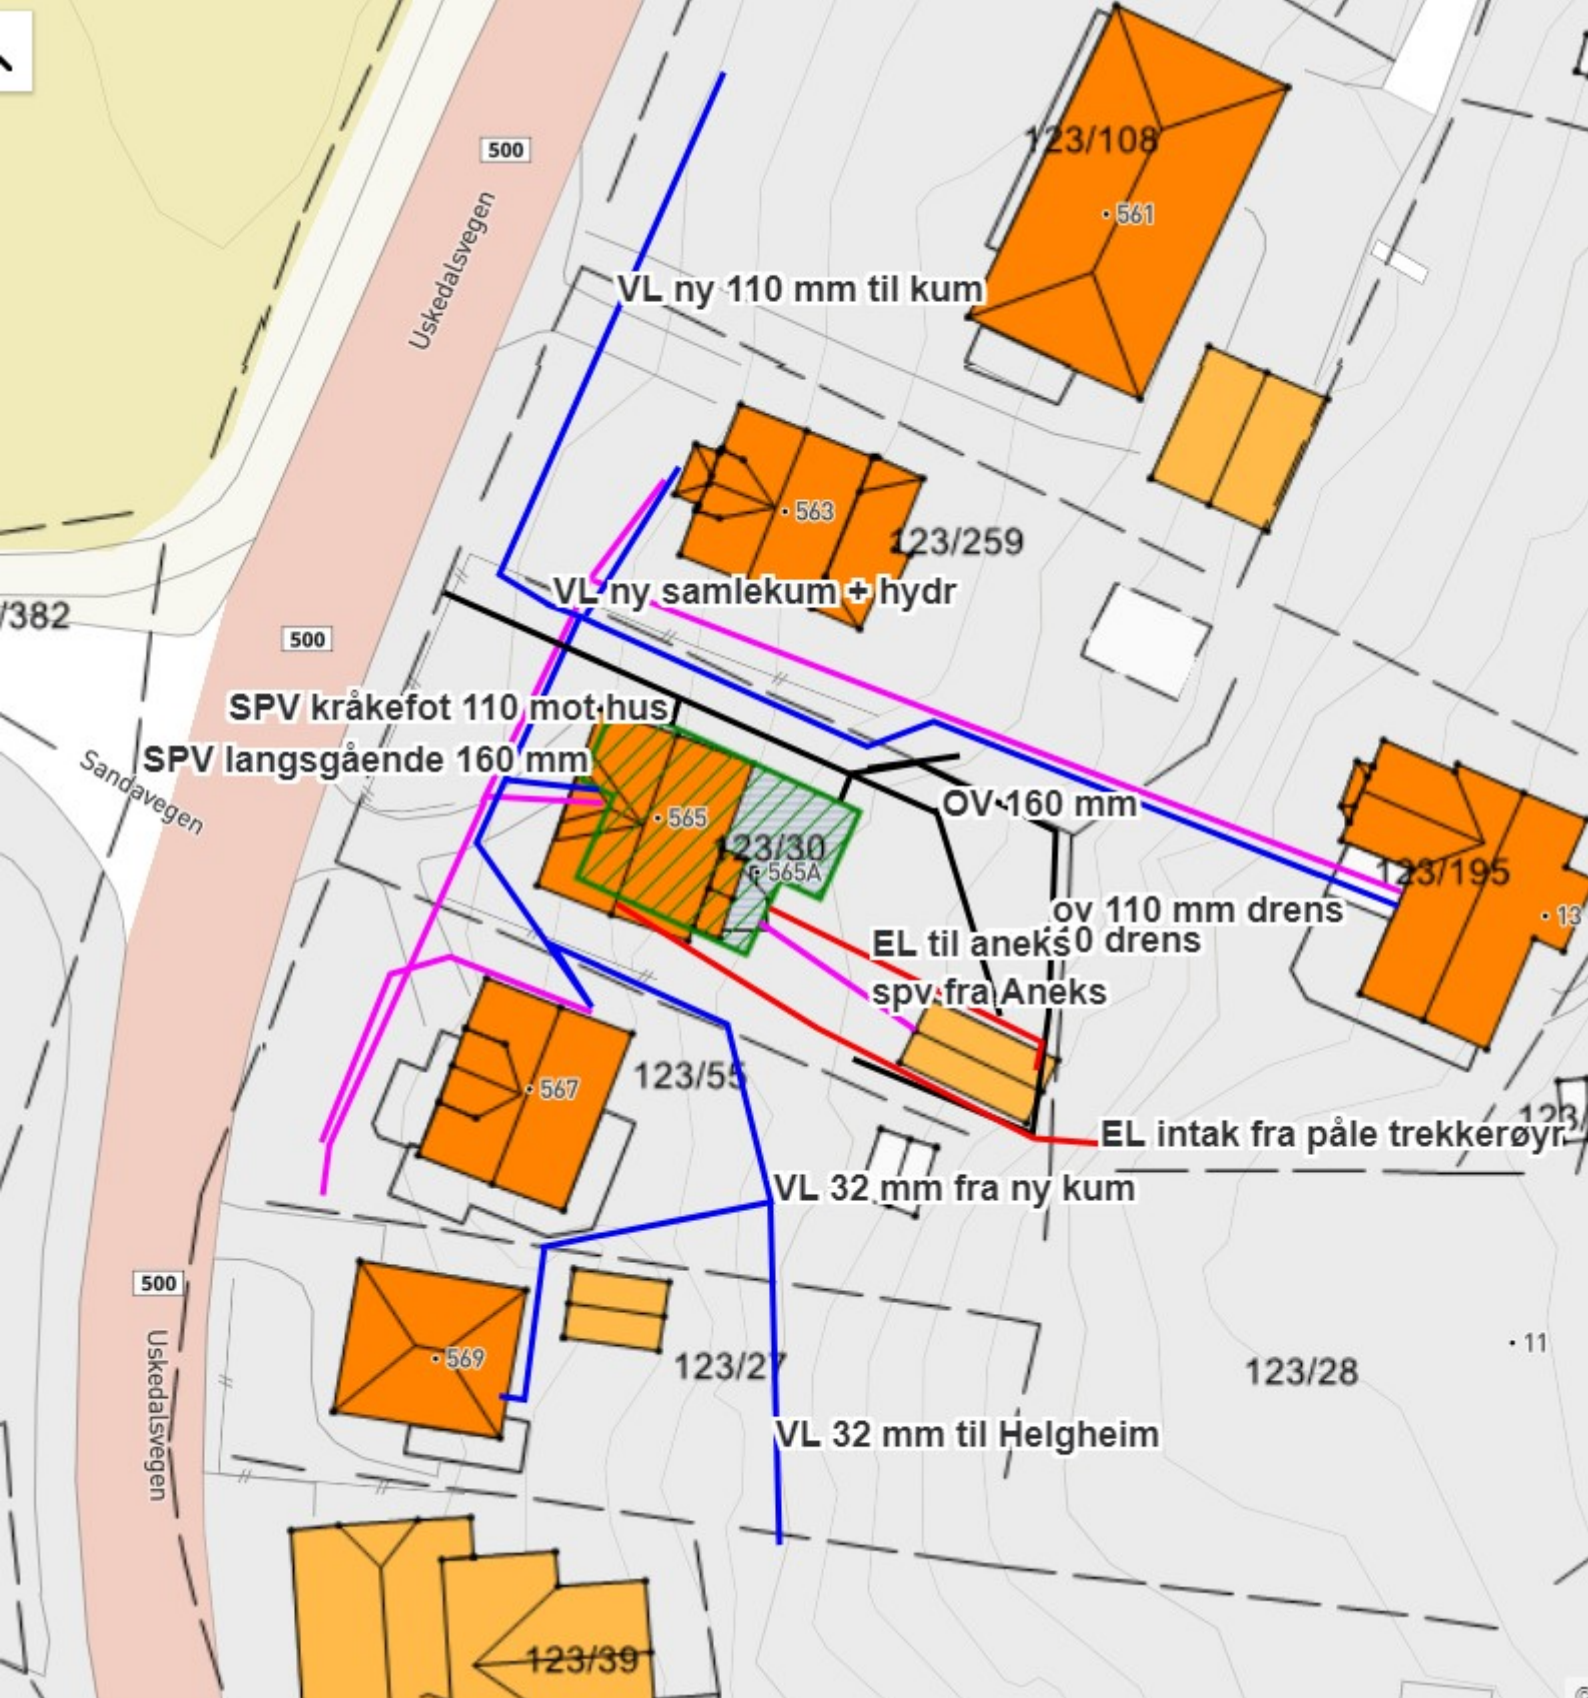 500
Uskedalsvegen
123/108
561
VL ny 110 mm til kum
563
123/259
VL ny samlekum + hydr
/382
500
SPV kråkefot 110 mot hus
SPV langsgående 160 mm
Sandavegen
565
123/30
565A
OV 160 mm
123/195
13
ov 110 mm drens
EL til aneks
0 drens
spv fra Aneks
567
123/55
EL intak fra påle trekkerøyr
123/
VL 32 mm fra ny kum
500
Uskedalsvegen
569
123/27
123/28
11
VL 32 mm til Helgheim
123/39